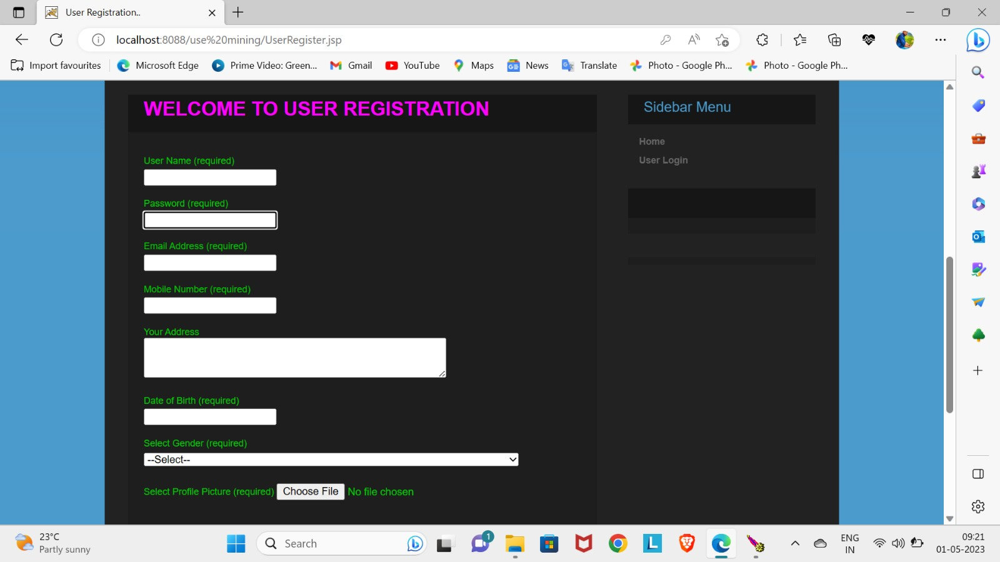 User Registration..
localhost:8088/use%20mining/UserRegister.jsp
Import favourites
Microsoft Edge
Prime Video: Green...
Gmail
YouTube
Maps
News
Translate
Photo - Google Ph...
Photo - Google Ph...
WELCOME TO USER REGISTRATION
User Name (required)
Password (required)
Email Address (required)
Mobile Number (required)
Your Address
Date of Birth (required)
Select Gender (required)
--Select--
Select Profile Picture (required) Choose File No file chosen
Sidebar Menu
Home
User Login
23°C
Partly sunny
Search
1
ENG
IN
09:21
01-05-2023